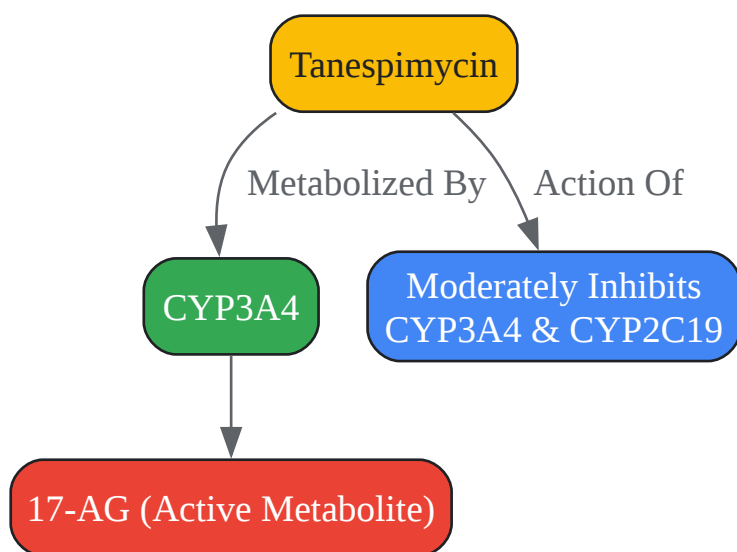 Tanespimycin
Metabolized By
Action Of
CYP3A4
Moderately Inhibits
CYP3A4 & CYP2C19
17-AG (Active Metabolite)